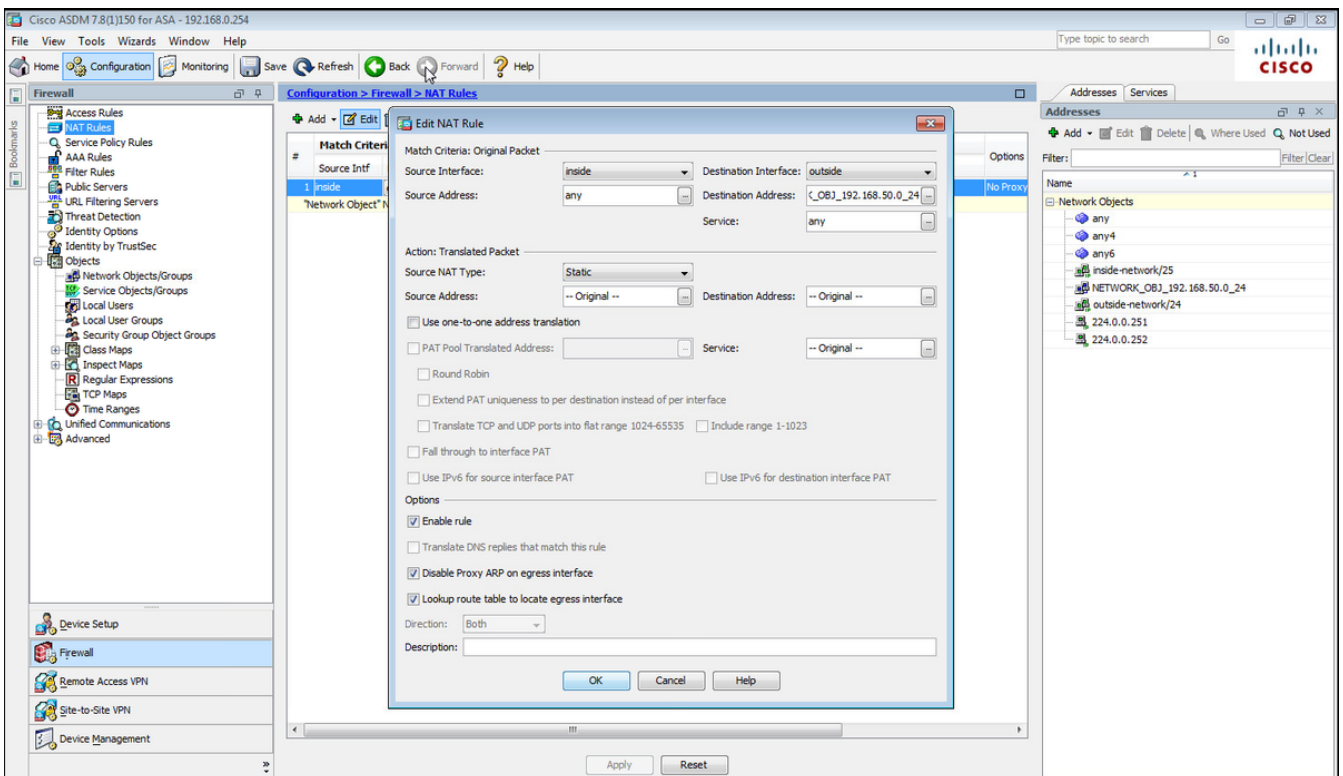 Cisco ASDM 7.8(1)150 for ASA - 192.168.0.254
File View Tools Wizards Window Help
Type topic to search Go
CISCO
Home Configuration Monitoring Save Refresh Back Forward Help
Bookmarks
Firewall
Access Rules
NAT Rules
Service Policy Rules
AAA Rules
Filter Rules
Public Servers
URL Filtering Servers
Threat Detection
Identity Options
Identity by TrustSec
Objects
Network Objects/Groups
Service Objects/Groups
Local Users
Local User Groups
Security Group Object Groups
Class Maps
Inspect Maps
Regular Expressions
TCP Maps
Time Ranges
Unified Communications
Advanced
Device Setup
Firewall
Remote Access VPN
Site-to-Site VPN
Device Management
Configuration > Firewall > NAT Rules
Add Edit
Match Criteri
# Source Intf Options
1 inside No Proxy
"Network Object" N
Edit NAT Rule
Match Criteria: Original Packet
Source Interface: inside Destination Interface: outside
Source Address: any Destination Address: _OBJ_192.168.50.0_24
Service: any
Action: Translated Packet
Source NAT Type: Static
Source Address: -- Original -- Destination Address: -- Original --
Use one-to-one address translation
PAT Pool Translated Address: Service: -- Original --
Round Robin
Extend PAT uniqueness to per destination instead of per interface
Translate TCP and UDP ports into flat range 1024-65535 Include range 1-1023
Fall through to interface PAT
Use IPv6 for source interface PAT Use IPv6 for destination interface PAT
Options
Enable rule
Translate DNS replies that match this rule
Disable Proxy ARP on egress interface
Lookup route table to locate egress interface
Direction: Both
Description:
OK Cancel Help
Apply Reset
Addresses Services
Addresses
Add Edit Delete Where Used Not Used
Filter: Filter Clear
Name
Network Objects
any
any4
any6
inside-network/25
NETWORK_OBJ_192.168.50.0_24
outside-network/24
224.0.0.251
224.0.0.252